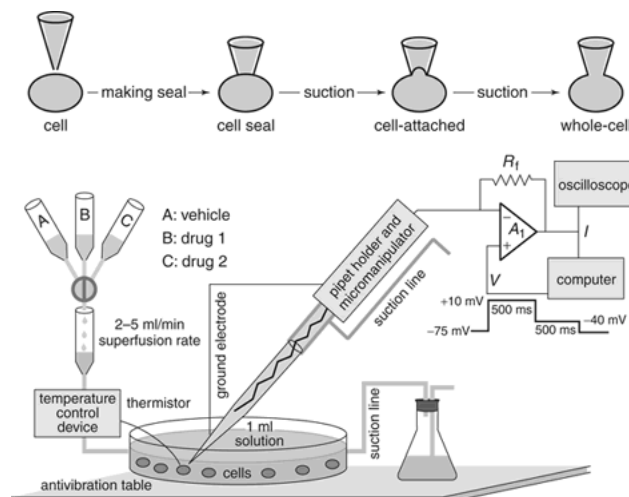 making seal
suction
suction
cell
cell seal
cell-attached
whole-cell
A
B
C
A: vehicle
B: drug 1
C: drug 2
2–5 ml/min
superfusion rate
temperature
control
device
thermistor
ground electrode
pipet holder and
micromanipulator
suction line
Rf
−
A1
+
oscilloscope
I
V
computer
+10 mV
500 ms
−75 mV
500 ms
−40 mV
1 ml
solution
cells
suction line
antivibration table